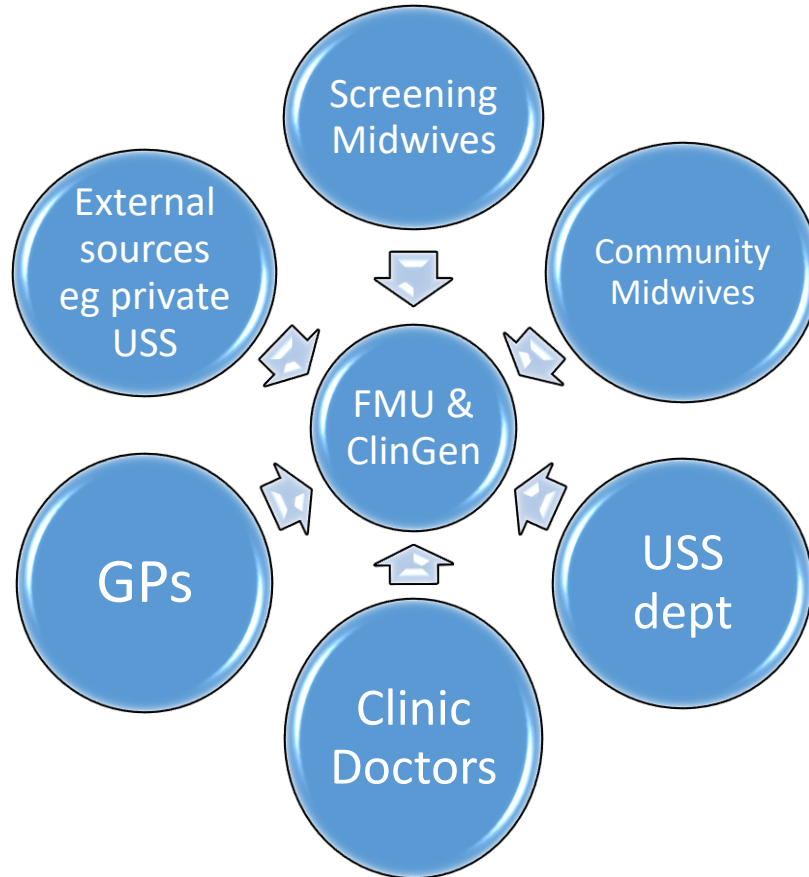 Screening
Midwives
External
sources
eg private
USS
Community
Midwives
FMU &
ClinGen
GPs
USS
dept
Clinic
Doctors